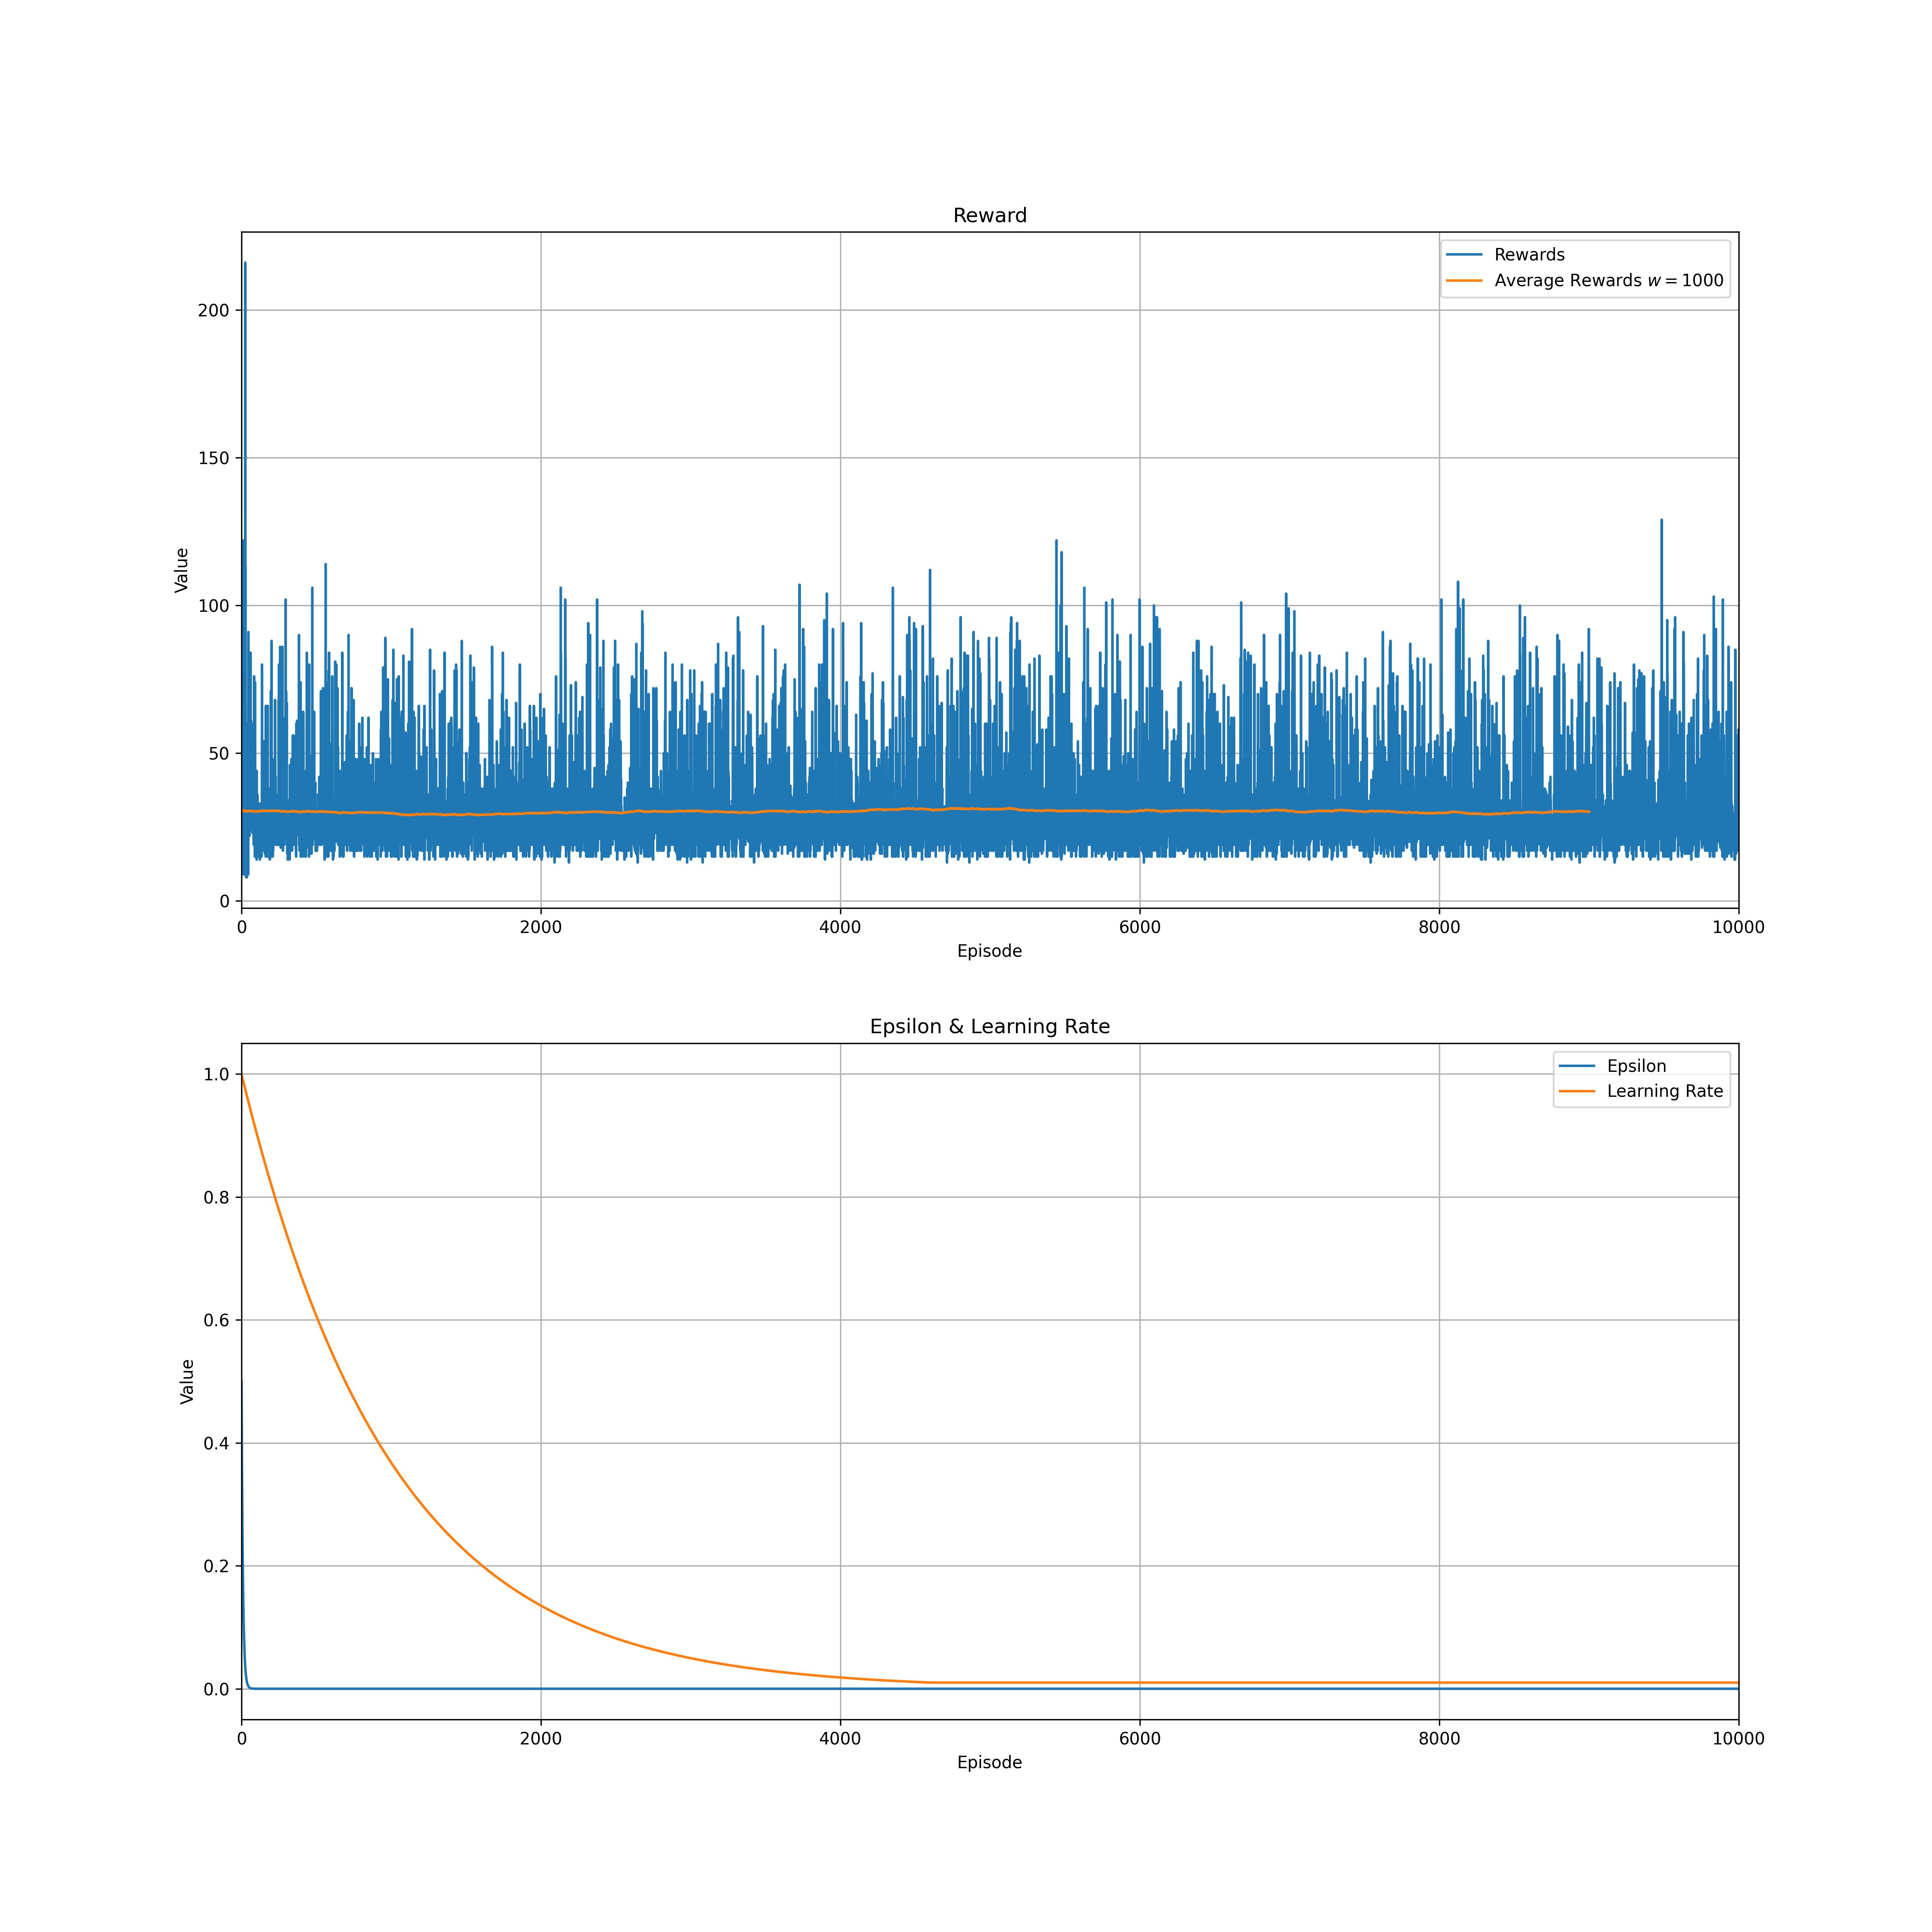 Reward
Rewards
Average Rewards w = 1000
200
150
100
50
0
Value
0 2000 4000 6000 8000 10000
Episode
Epsilon & Learning Rate
Epsilon
Learning Rate
1.0
0.8
0.6
0.4
0.2
0.0
Value
0 2000 4000 6000 8000 10000
Episode